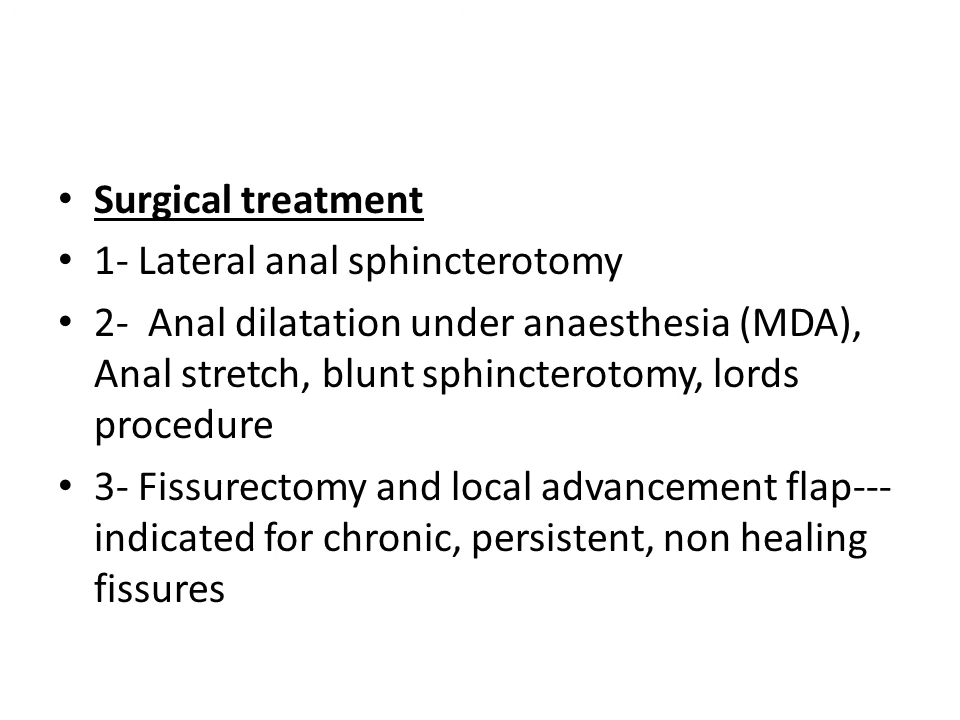 • Surgical treatment
• 1- Lateral anal sphincterotomy
• 2-  Anal dilatation under anaesthesia (MDA),
Anal stretch, blunt sphincterotomy, lords
procedure
• 3- Fissurectomy and local advancement flap---
indicated for chronic, persistent, non healing
fissures